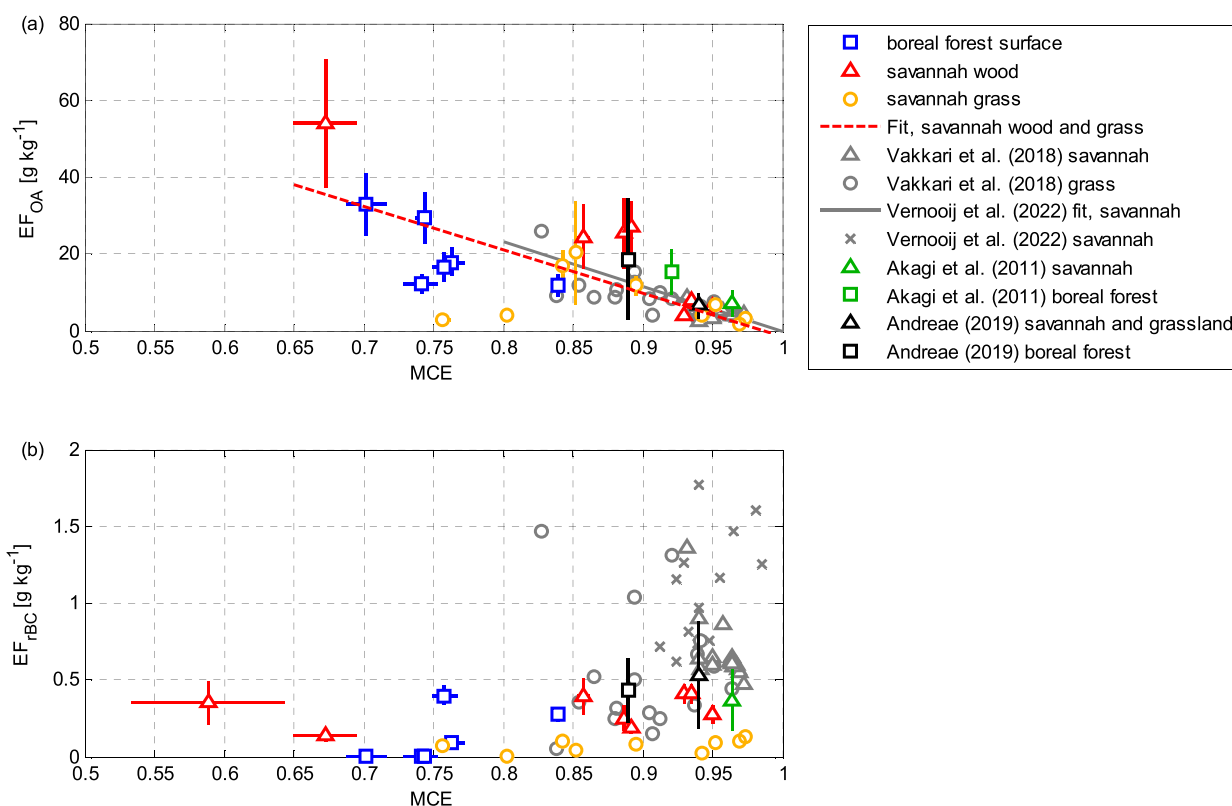 (a)
80
60
40
20
0
EF_OA [g kg⁻¹]
0.5 0.55 0.6 0.65 0.7 0.75 0.8 0.85 0.9 0.95 1
MCE
boreal forest surface
savannah wood
savannah grass
Fit, savannah wood and grass
Vakkari et al. (2018) savannah
Vakkari et al. (2018) grass
Vernooij et al. (2022) fit, savannah
Vernooij et al. (2022) savannah
Akagi et al. (2011) savannah
Akagi et al. (2011) boreal forest
Andreae (2019) savannah and grassland
Andreae (2019) boreal forest
(b)
2
1.5
1
0.5
0
EF_rBC [g kg⁻¹]
0.5 0.55 0.6 0.65 0.7 0.75 0.8 0.85 0.9 0.95 1
MCE